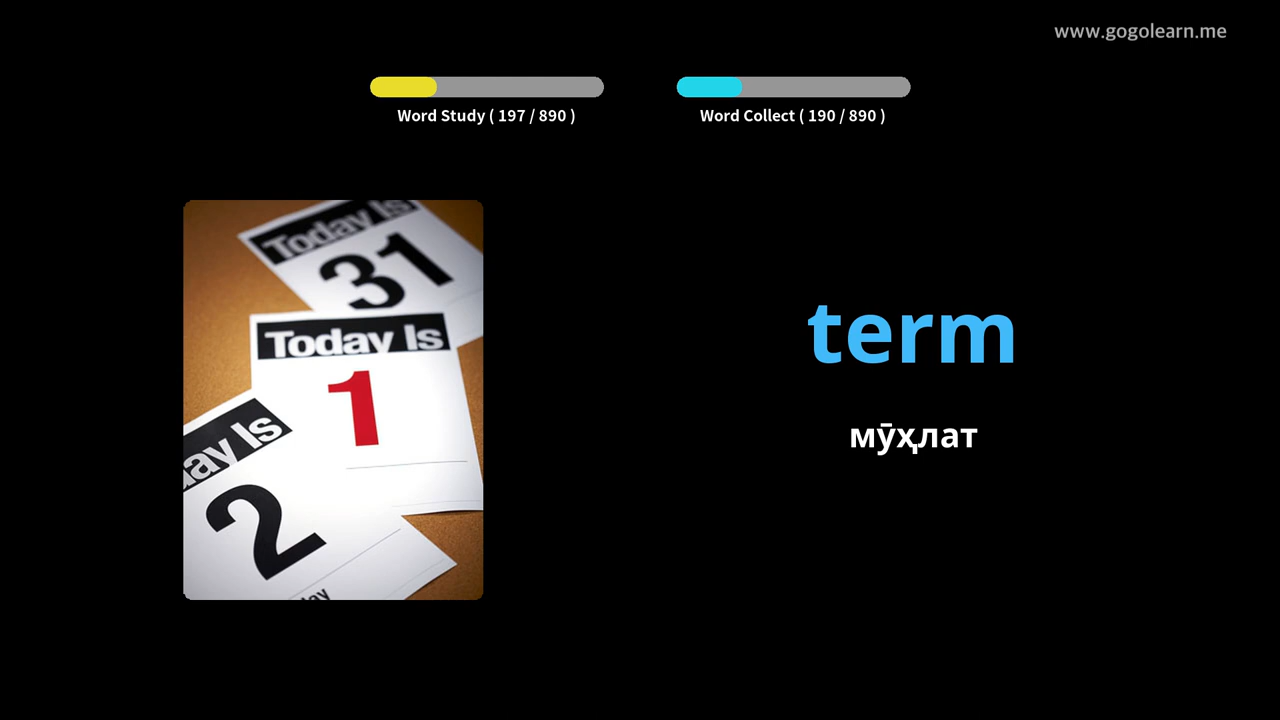 www.gogolearn.me
Word Study ( 197 / 890 )
Word Collect ( 190 / 890 )
Today Is
31
Today Is
1
day Is
2
term
мӯҳлат